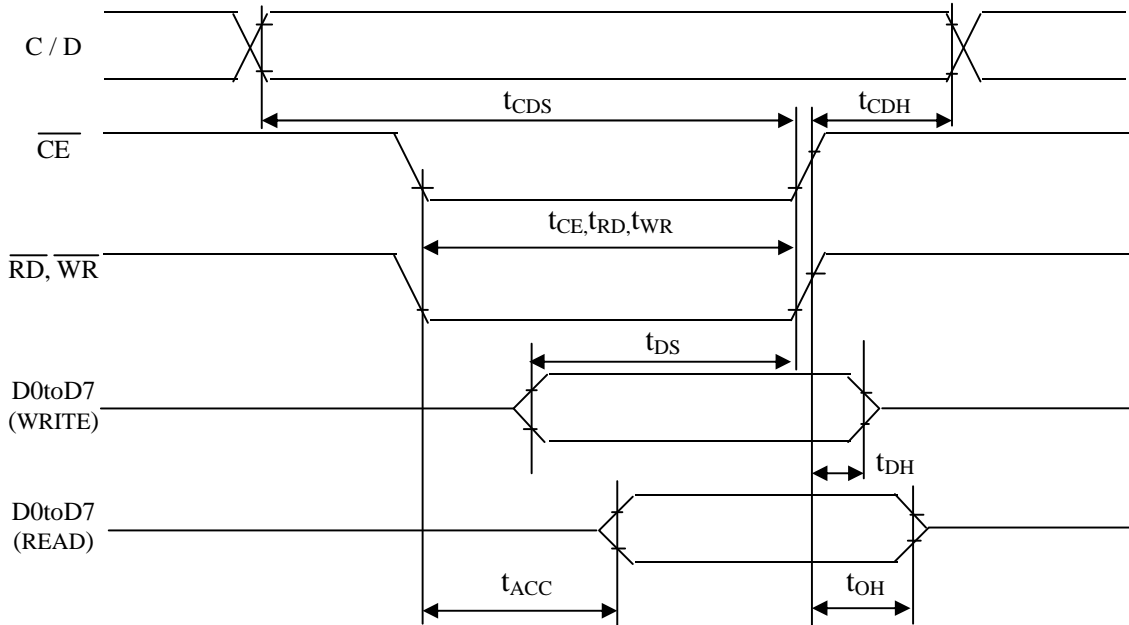 C / D
tCDS
tCDH
CE
tCE,tRD,tWR
RD, WR
tDS
D0toD7
(WRITE)
tDH
D0toD7
(READ)
tACC
tOH